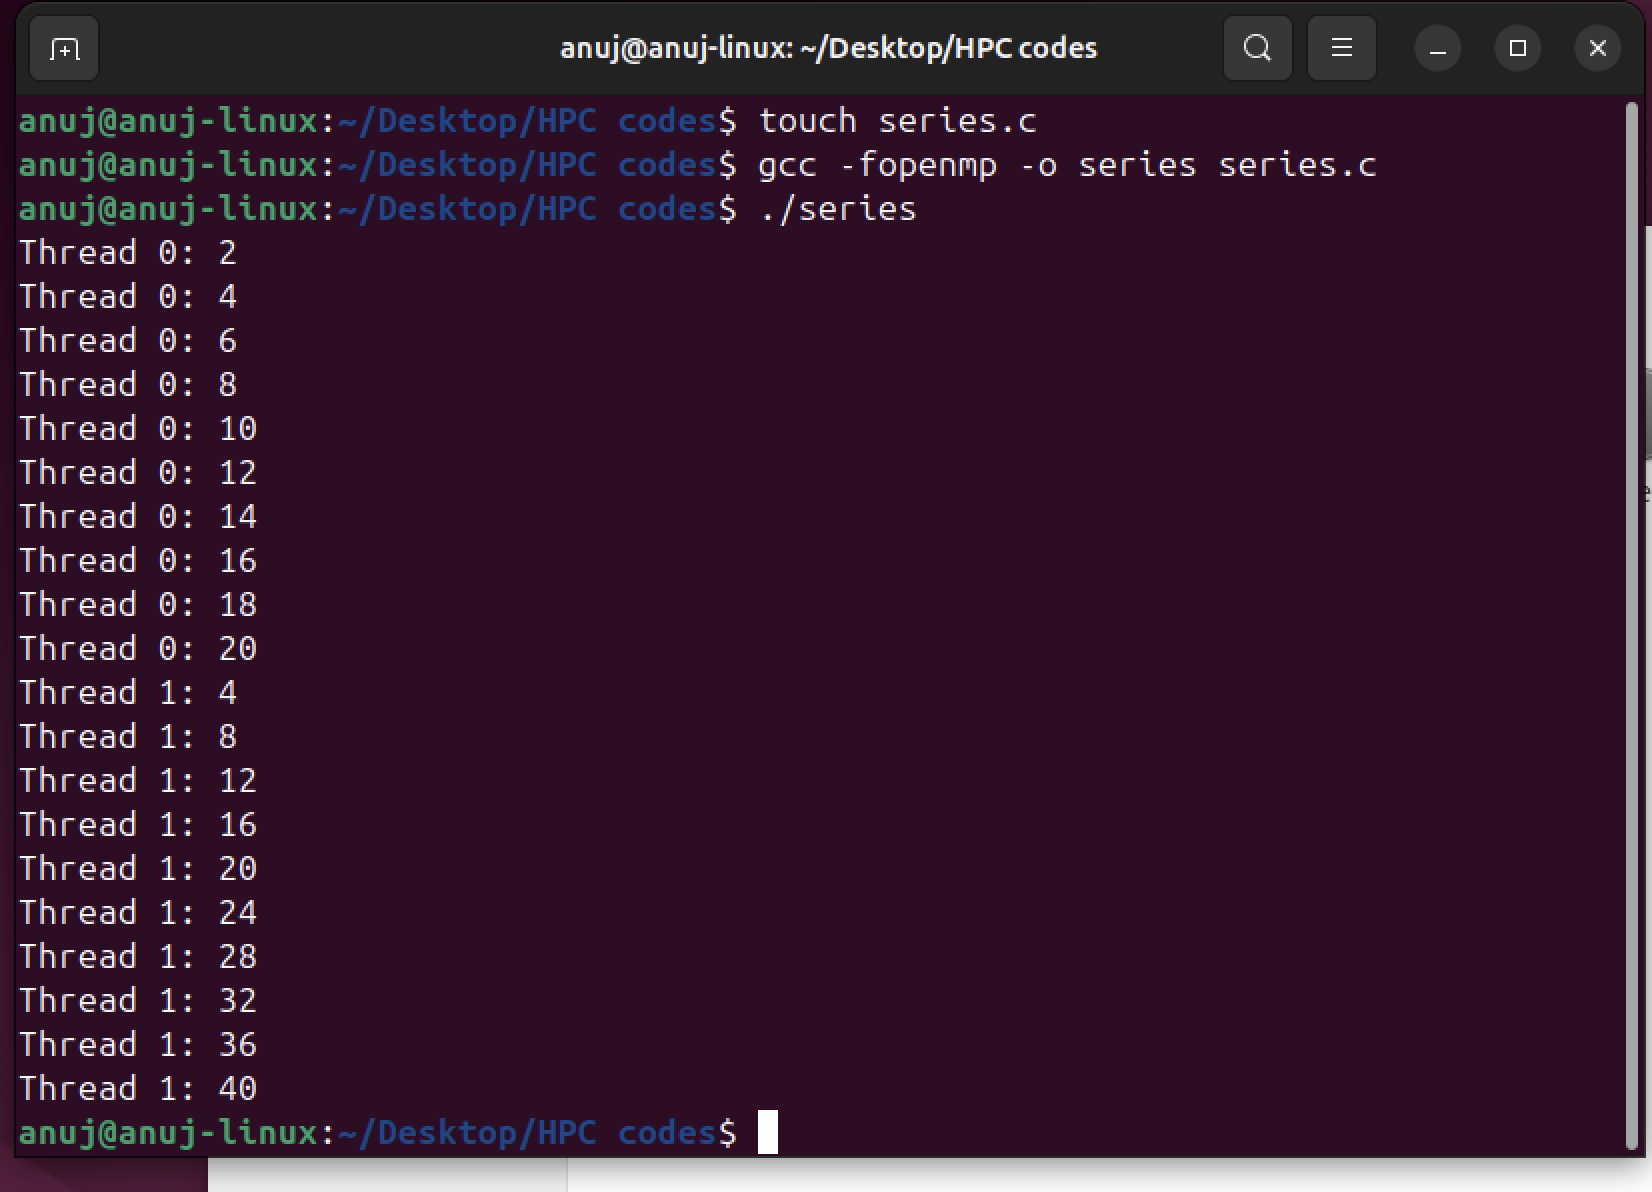 anuj@anuj-linux: ~/Desktop/HPC codes
anuj@anuj-linux:~/Desktop/HPC codes$ touch series.c
anuj@anuj-linux:~/Desktop/HPC codes$ gcc -fopenmp -o series series.c
anuj@anuj-linux:~/Desktop/HPC codes$ ./series
Thread 0: 2
Thread 0: 4
Thread 0: 6
Thread 0: 8
Thread 0: 10
Thread 0: 12
Thread 0: 14
Thread 0: 16
Thread 0: 18
Thread 0: 20
Thread 1: 4
Thread 1: 8
Thread 1: 12
Thread 1: 16
Thread 1: 20
Thread 1: 24
Thread 1: 28
Thread 1: 32
Thread 1: 36
Thread 1: 40
anuj@anuj-linux:~/Desktop/HPC codes$